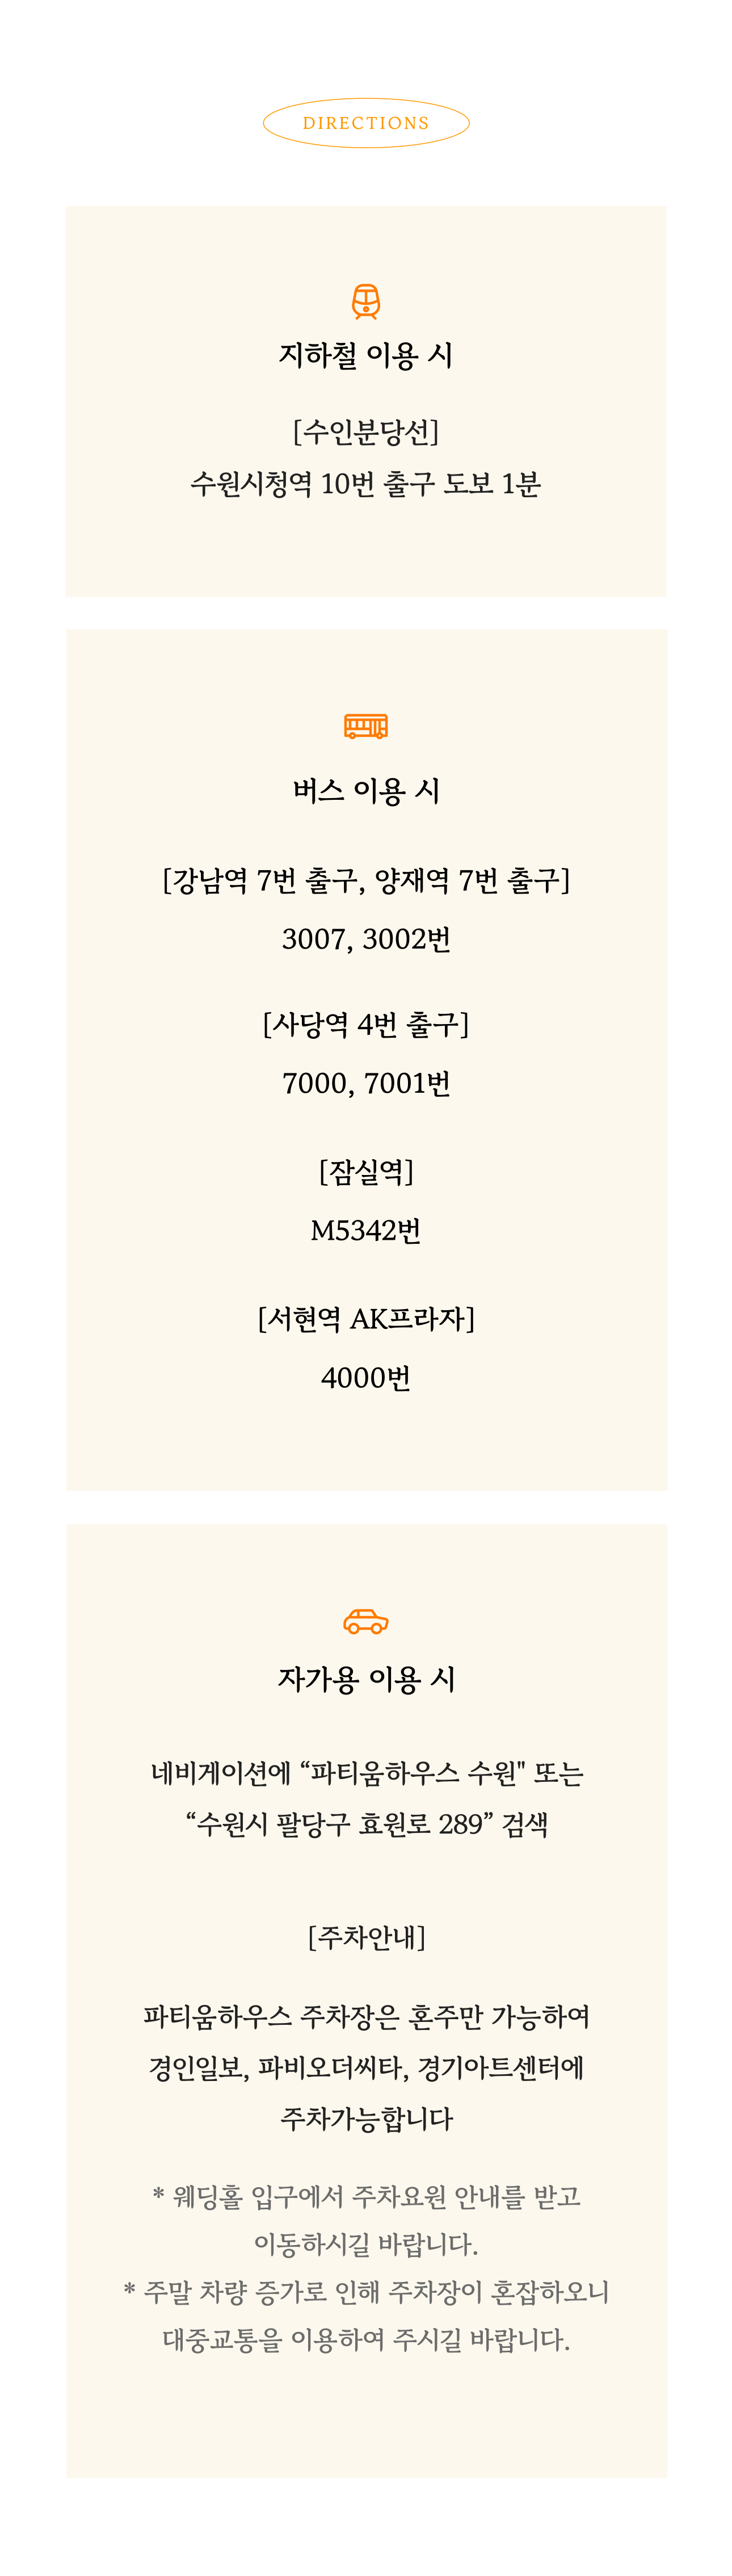 DIRECTIONS
지하철 이용 시
[수인분당선]
수원시청역 10번 출구 도보 1분
버스 이용 시
[강남역 7번 출구, 양재역 7번 출구]
3007, 3002번
[사당역 4번 출구]
7000, 7001번
[잠실역]
M5342번
[서현역 AK프라자]
4000번
자가용 이용 시
네비게이션에 “파티움하우스 수원" 또는
“수원시 팔당구 효원로 289” 검색
[주차안내]
파티움하우스 주차장은 혼주만 가능하여
경인일보, 파비오더씨타, 경기아트센터에
주차가능합니다
* 웨딩홀 입구에서 주차요원 안내를 받고
이동하시길 바랍니다.
* 주말 차량 증가로 인해 주차장이 혼잡하오니
대중교통을 이용하여 주시길 바랍니다.